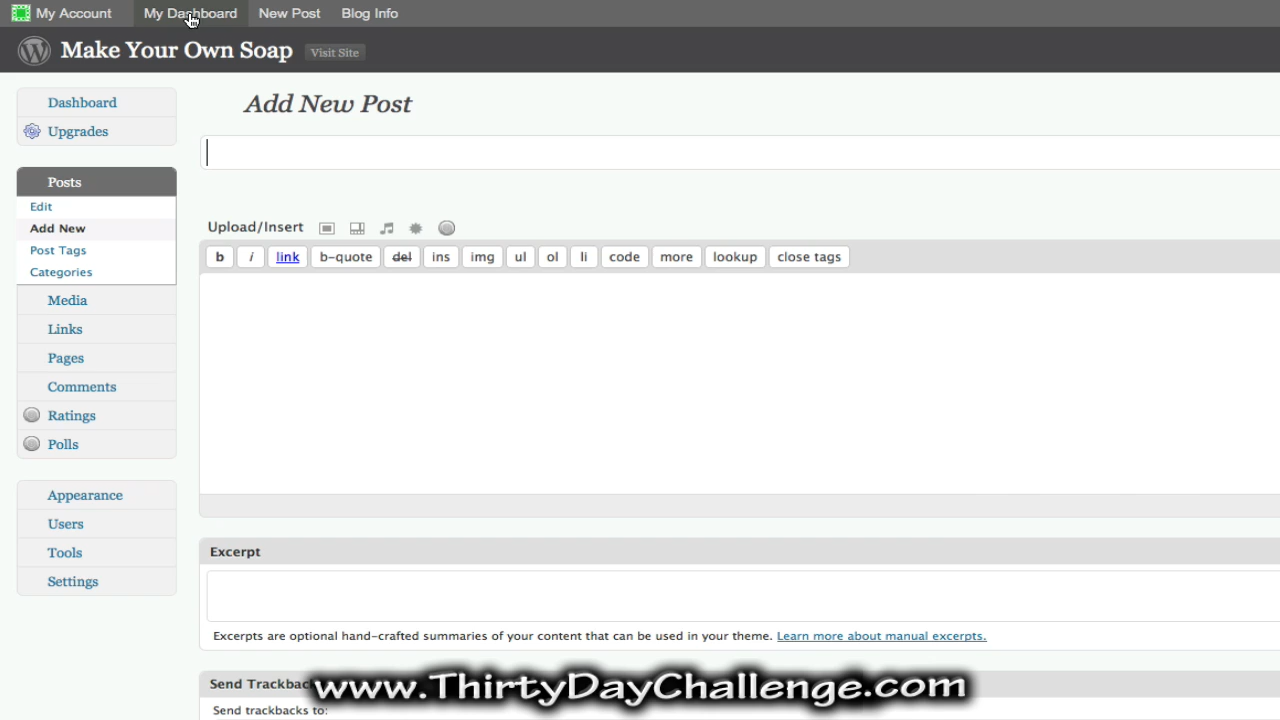 My Account My Dashboard New Post Blog Info
Make Your Own Soap Visit Site
Dashboard
Upgrades
Posts
Edit
Add New
Post Tags
Categories
Media
Links
Pages
Comments
Ratings
Polls
Appearance
Users
Tools
Settings
Add New Post
Upload/Insert
b i link b-quote del ins img ul ol li code more lookup close tags
Excerpt
Excerpts are optional hand-crafted summaries of your content that can be used in your theme. Learn more about manual excerpts.
Send Trackbac
www.ThirtyDayChallenge.com
Send trackbacks to: